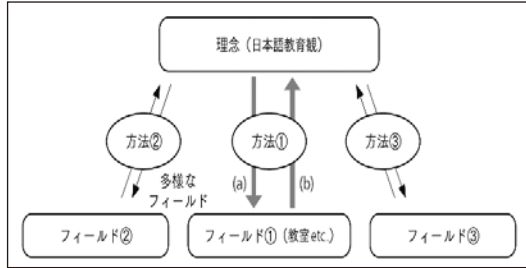 理念（日本語教育観）
方法②
方法①
方法③
多様な
フィールド
(a)
(b)
フィールド②
フィールド①（教室etc.）
フィールド③